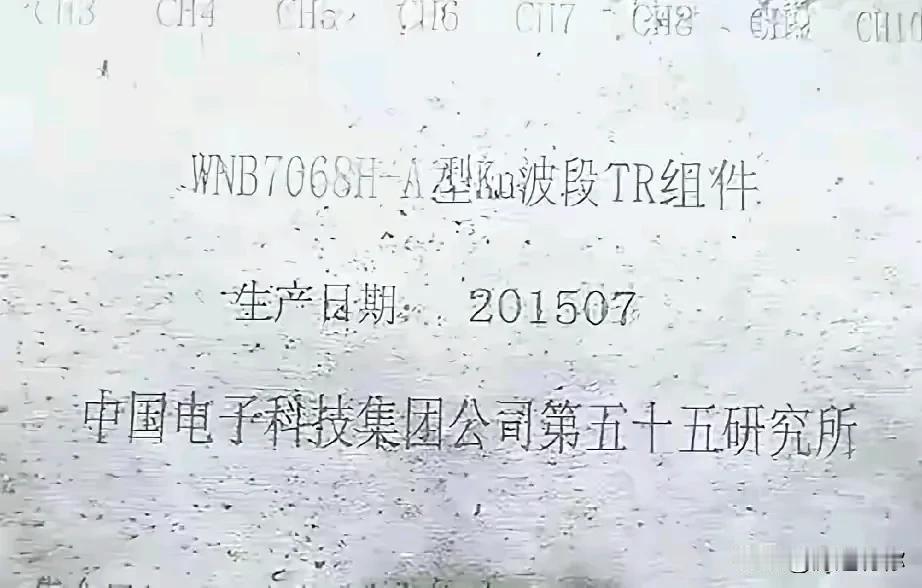 CH3 CH4 CH5 CH6 CH7 CH8 CH10
WNB7068H-A型Ku波段TR组件
生产日期 201507
中国电子科技集团公司第五十五研究所